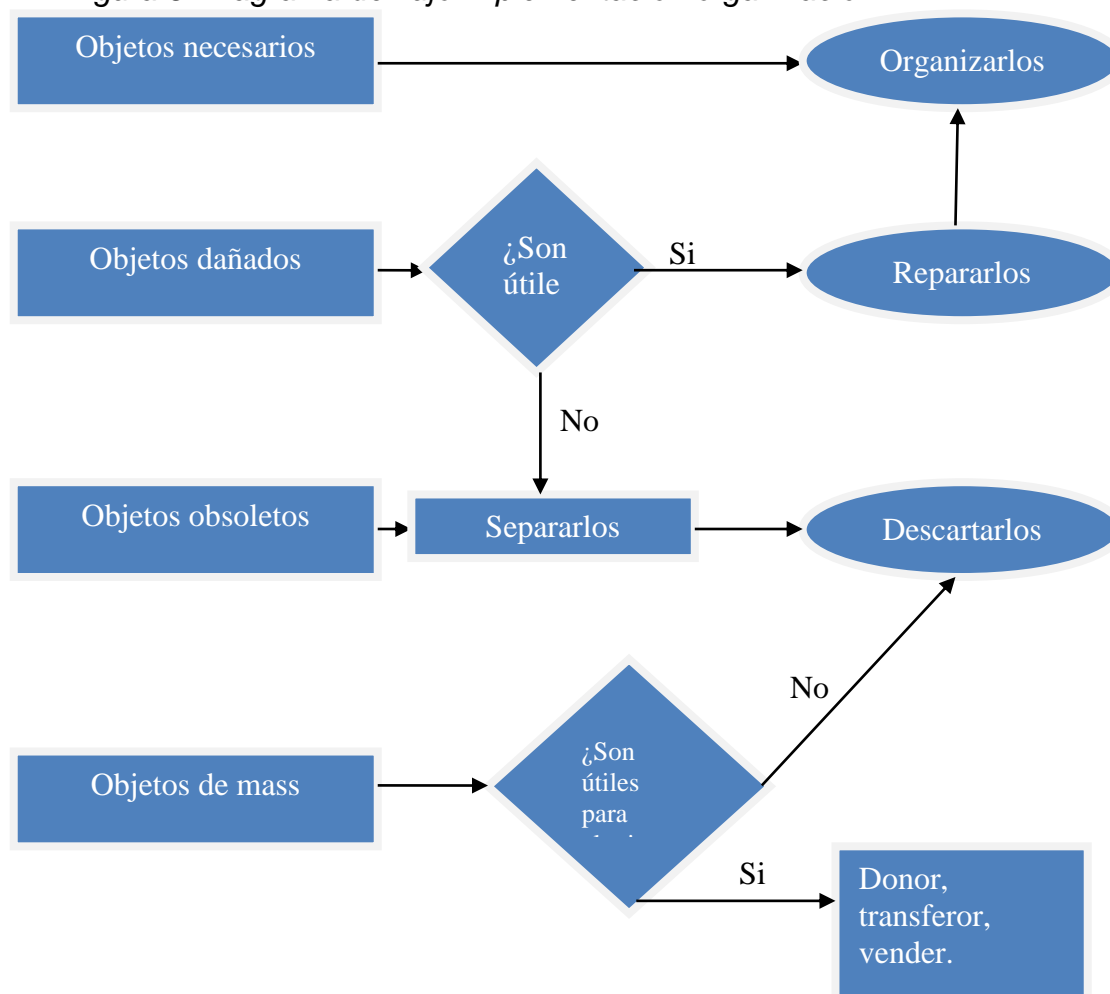 Objetos necesarios
Organizarlos
Objetos dañados
¿Son
útile
Si
Repararlos
No
Objetos obsoletos
Separarlos
Descartarlos
No
Objetos de mass
¿Son
útiles
para
Si
Donor,
transferor,
vender.